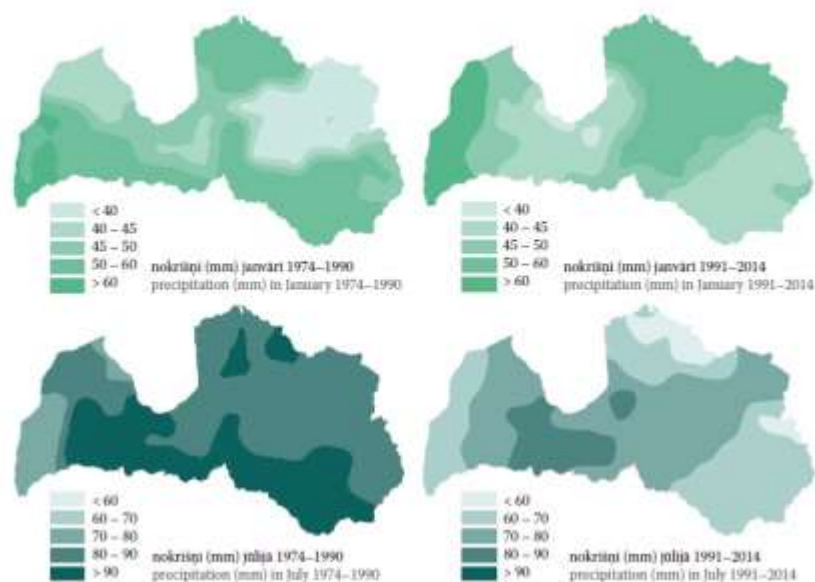 < 40
40 – 45
45 – 50
50 – 60
> 60
nokrišņi (mm) janvārī 1974–1990
precipitation (mm) in January 1974–1990
< 40
40 – 45
45 – 50
50 – 60
> 60
nokrišņi (mm) janvārī 1991–2014
precipitation (mm) in January 1991–2014
< 60
60 – 70
70 – 80
80 – 90
> 90
nokrišņi (mm) jūlijā 1974–1990
precipitation (mm) in July 1974–1990
< 60
60 – 70
70 – 80
80 – 90
> 90
nokrišņi (mm) jūlijā 1991–2014
precipitation (mm) in July 1991–2014